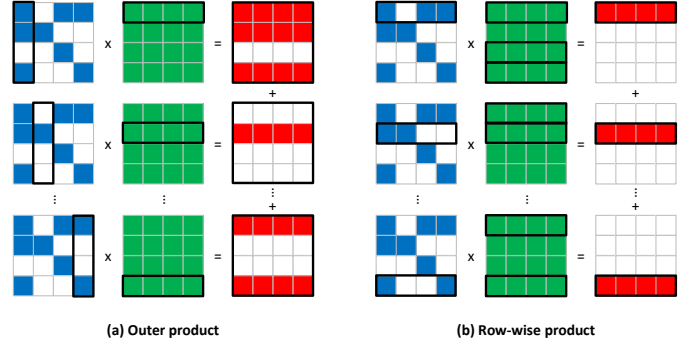 x = x =
+ +
x = x =
⋮ ⋮ ⋮ ⋮ ⋮ ⋮
+ +
x = x =
(a) Outer product (b) Row-wise product